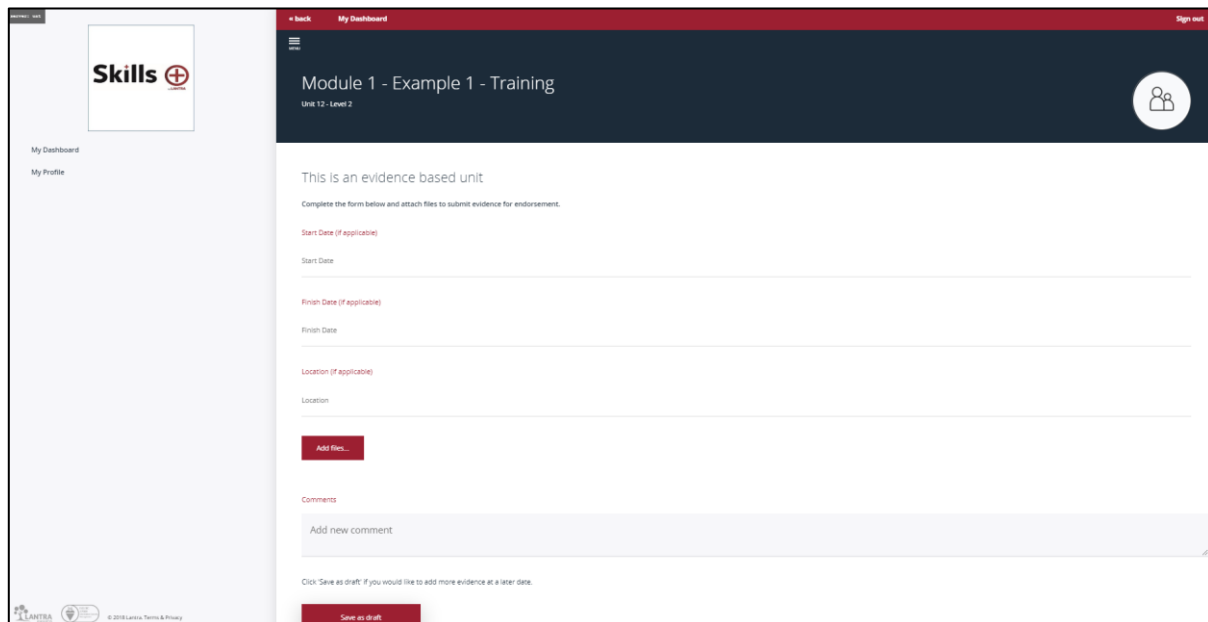 « back My Dashboard Sign out
MENU
Skills
LANTRA
Module 1 - Example 1 - Training
Unit 12 - Level 2
My Dashboard
My Profile
This is an evidence based unit
Complete the form below and attach files to submit evidence for endorsement.
Start Date (if applicable)
Start Date
Finish Date (if applicable)
Finish Date
Location (if applicable)
Location
Add files...
Comments
Add new comment
Click 'Save as draft' if you would like to add more evidence at a later date.
Save as draft
LANTRA
© 2018 Lantra, Terms & Privacy